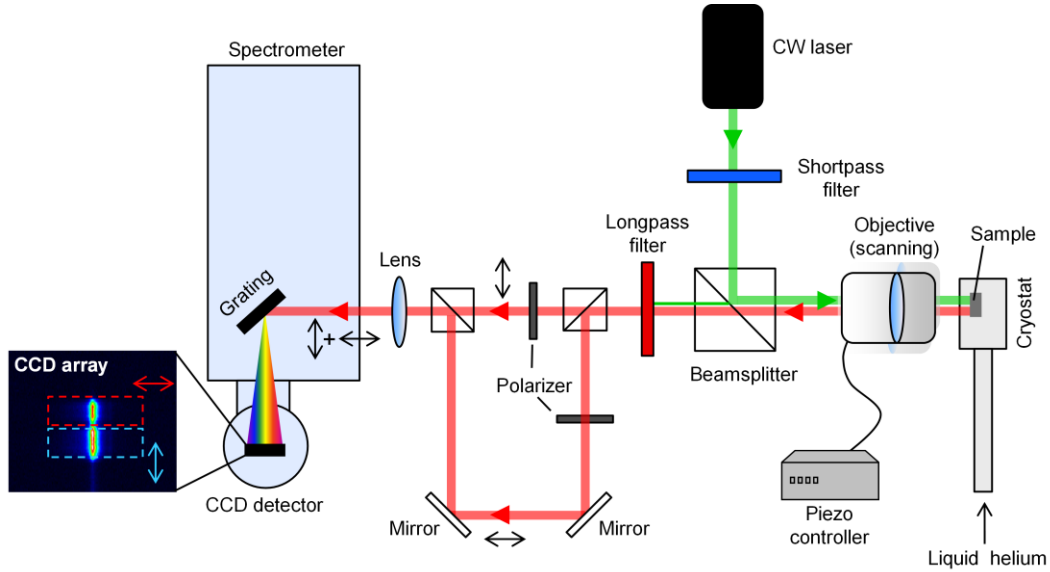 Spectrometer
CW laser
Shortpass
filter
Longpass
filter
Objective
(scanning)
Sample
Lens
Grating
Cryostat
+
CCD array
Polarizer
Beamsplitter
CCD detector
Mirror
Mirror
Piezo
controller
Liquid helium